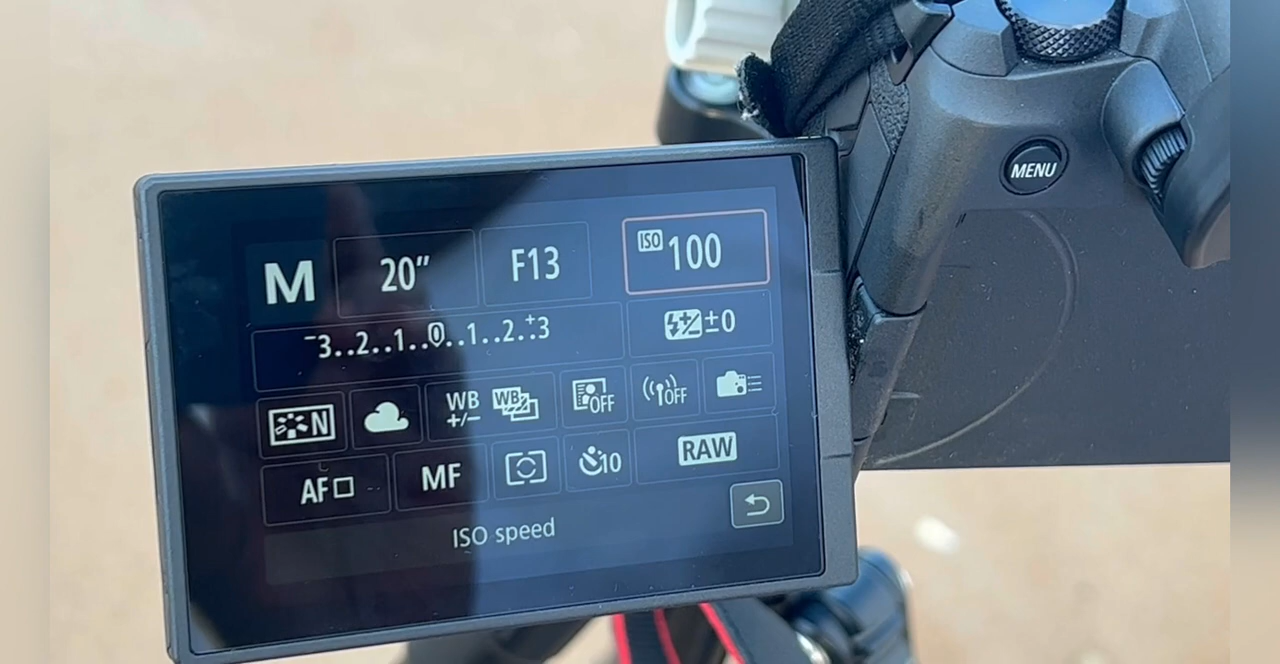 MENU
M 20" F13 ISO 100
-3..2..1..0..1..2..+3 ±0
N WB +/- WB OFF OFF
AF MF 10 RAW
ISO speed